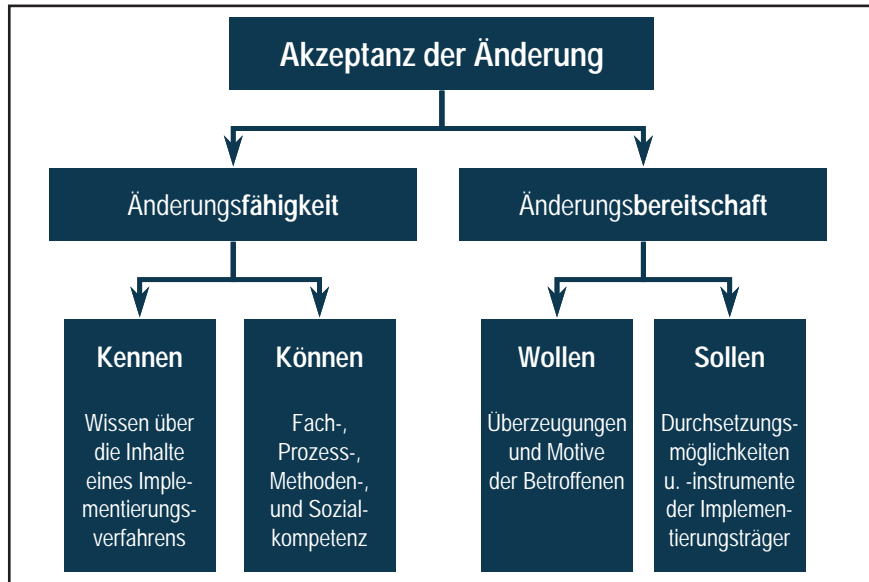 Akzeptanz der Änderung
Änderungsfähigkeit
Änderungsbereitschaft
Kennen
Wissen über
die Inhalte
eines Imple-
mentierungs-
verfahrens
Können
Fach-,
Prozess-,
Methoden-,
und Sozial-
kompetenz
Wollen
Überzeugungen
und Motive
der Betroffenen
Sollen
Durchsetzungs-
möglichkeiten
u. -instrumente
der Implemen-
tierungsträger